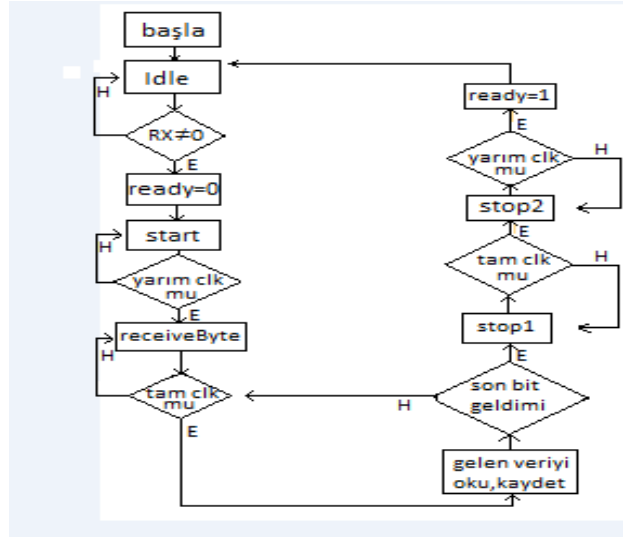 başla
Idle
H
RX≠0
E
ready=0
start
H
yarım clk
mu
E
receiveByte
H
tam clk
mu
E
gelen veriyi
oku,kaydet
son bit
geldimi
H
E
stop1
tam clk
mu
H
E
stop2
yarım clk
mu
H
E
ready=1